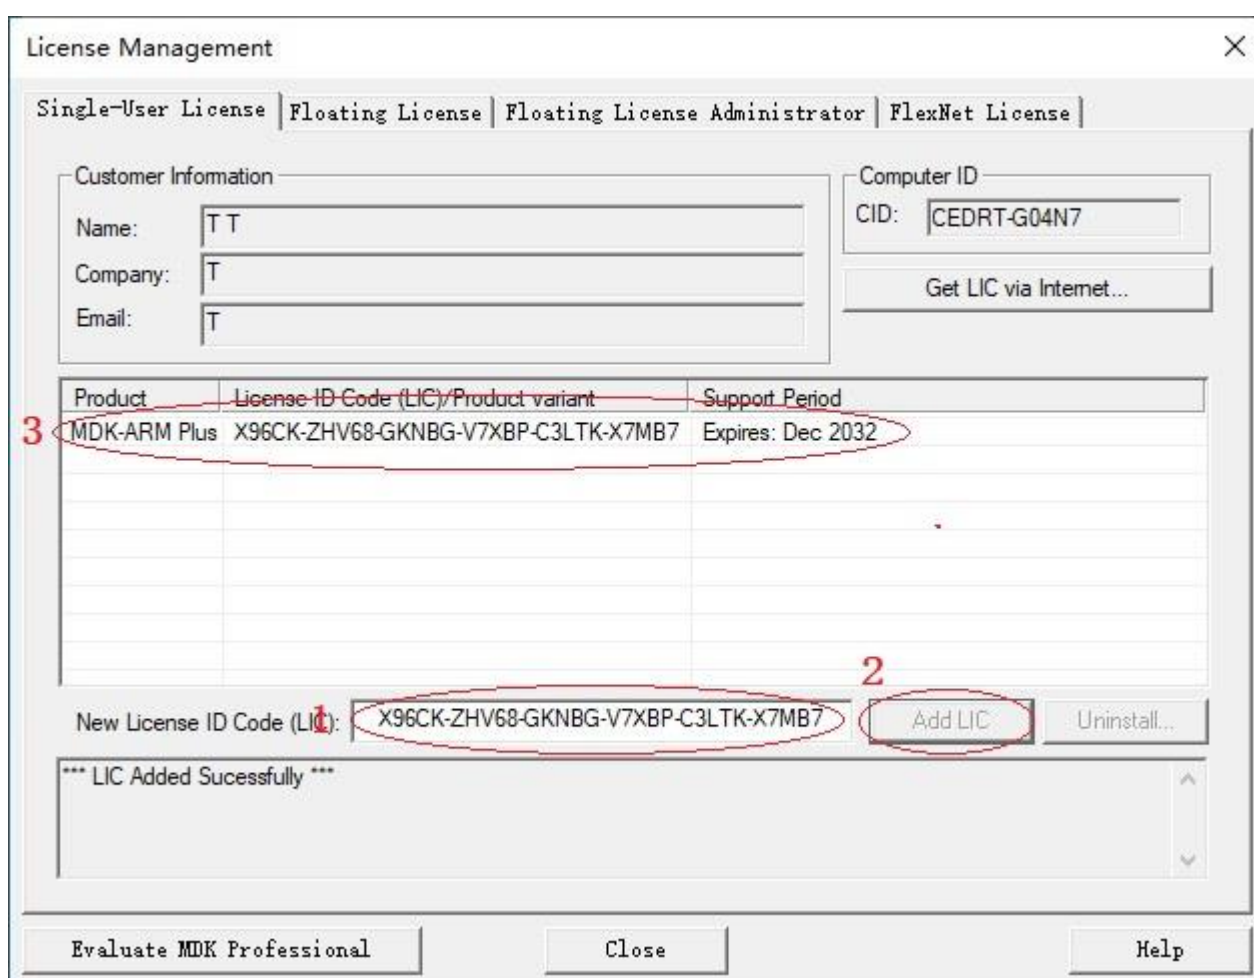 License Management
Single-User License
Floating License
Floating License Administrator
FlexNet License
Customer Information
Name: T T
Company: T
Email: T
Computer ID
CID: CEDRT-G04N7
Get LIC via Internet...
Product License ID Code (LIC)/Product variant Support Period
3 MDK-ARM Plus X96CK-ZHV68-GKNBG-V7XBP-C3LTK-X7MB7 Expires: Dec 2032
2
New License ID Code (LIC): 1 X96CK-ZHV68-GKNBG-V7XBP-C3LTK-X7MB7 Add LIC Uninstall...
*** LIC Added Sucessfully ***
Evaluate MDK Professional Close Help